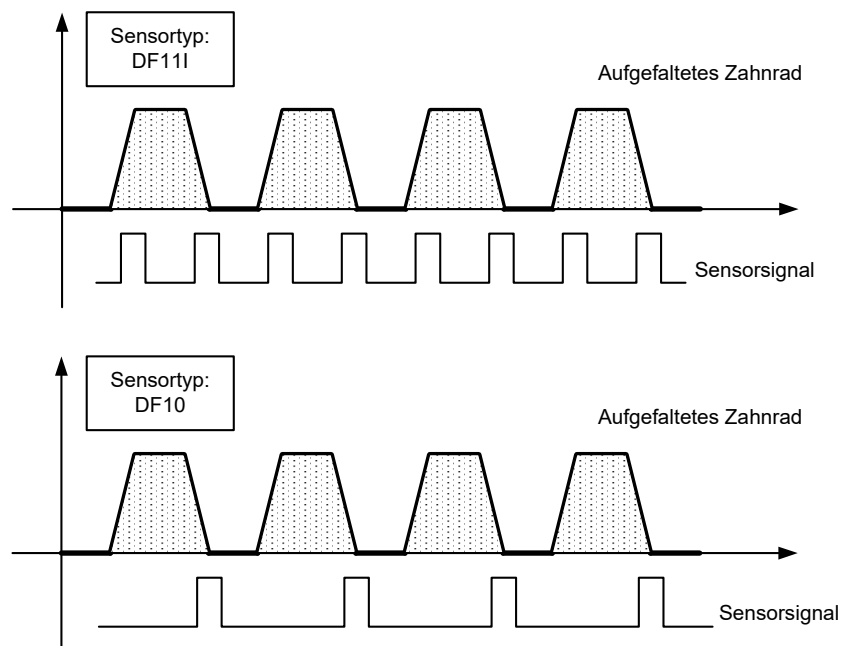 Sensortyp:
DF11I
Aufgefaltetes Zahnrad
Sensorsignal
Sensortyp:
DF10
Aufgefaltetes Zahnrad
Sensorsignal